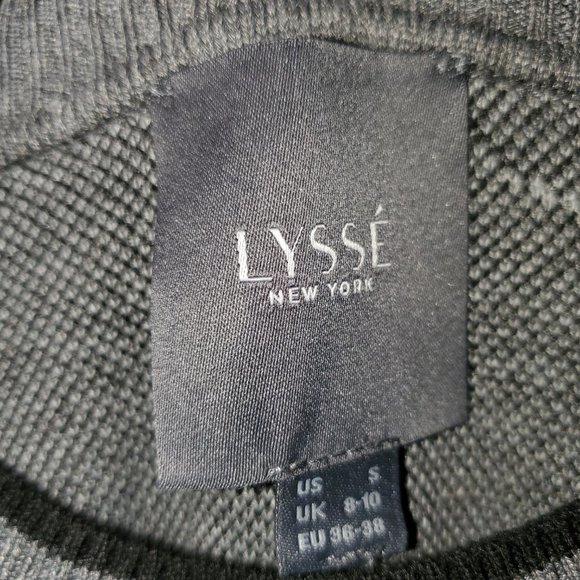 LYSSÉ
NEW YORK
US S
UK 8-10
EU 36-38